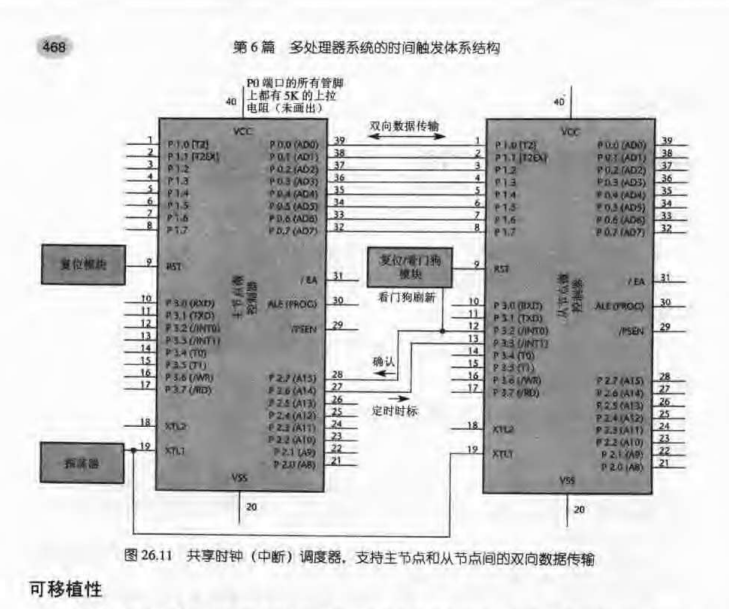 468
第 6 篇 多处理器系统的时间触发体系结构
P0 端口的所有管脚
上都有 5K 的上拉
电阻（未画出）
40
VCC
1 P 1.0 [T2]
2 P 1.1 [T2EX]
3 P 1.2
4 P 1.3
5 P 1.4
6 P 1.5
7 P 1.6
8 P 1.7
9 RST
10 P 3.0 (RXD)
11 P 3.1 (TXD)
12 P 3.2 (/INT0)
13 P 3.3 (/INT1)
14 P 3.4 (T0)
15 P 3.5 (T1)
16 P 3.6 (/WR)
17 P 3.7 (/RD)
18 XTL2
19 XTL1
P 0.0 (AD0) 39
P 0.1 (AD1) 38
P 0.2 (AD2) 37
P 0.3 (AD3) 36
P 0.4 (AD4) 35
P 0.5 (AD5) 34
P 0.6 (AD6) 33
P 0.7 (AD7) 32
/ EA 31
ALE (PROG) 30
/PSEN 29
P 2.7 (A15) 28
P 2.6 (A14) 27
P 2.5 (A13) 26
P 2.4 (A12) 25
P 2.3 (A11) 24
P 2.2 (A10) 23
P 2.1 (A9) 22
P 2.0 (A8) 21
VSS
20
主节点微
控制器
复位模块
振荡器
双向数据传输
复位/看门狗
模块
看门狗刷新
确认
定时时标
40
VCC
1 P 1.0 [T2]
2 P 1.1 [T2EX]
3 P 1.2
4 P 1.3
5 P 1.4
6 P 1.5
7 P 1.6
8 P 1.7
9 RST
10 P 3.0 (RXD)
11 P 3.1 (TXD)
12 P 3.2 (/INT0)
13 P 3.3 (/INT1)
14 P 3.4 (T0)
15 P 3.5 (T1)
16 P 3.6 (/WR)
17 P 3.7 (/RD)
18 XTL2
19 XTL1
P 0.0 (AD0) 39
P 0.1 (AD1) 38
P 0.2 (AD2) 37
P 0.3 (AD3) 36
P 0.4 (AD4) 35
P 0.5 (AD5) 34
P 0.6 (AD6) 33
P 0.7 (AD7) 32
/ EA 31
ALE (PROG) 30
/PSEN 29
P 2.7 (A15) 28
P 2.6 (A14) 27
P 2.5 (A13) 26
P 2.4 (A12) 25
P 2.3 (A11) 24
P 2.2 (A10) 23
P 2.1 (A9) 22
P 2.0 (A8) 21
VSS
20
从节点微
控制器
图 26.11 共享时钟（中断）调度器，支持主节点和从节点间的双向数据传输
可移植性